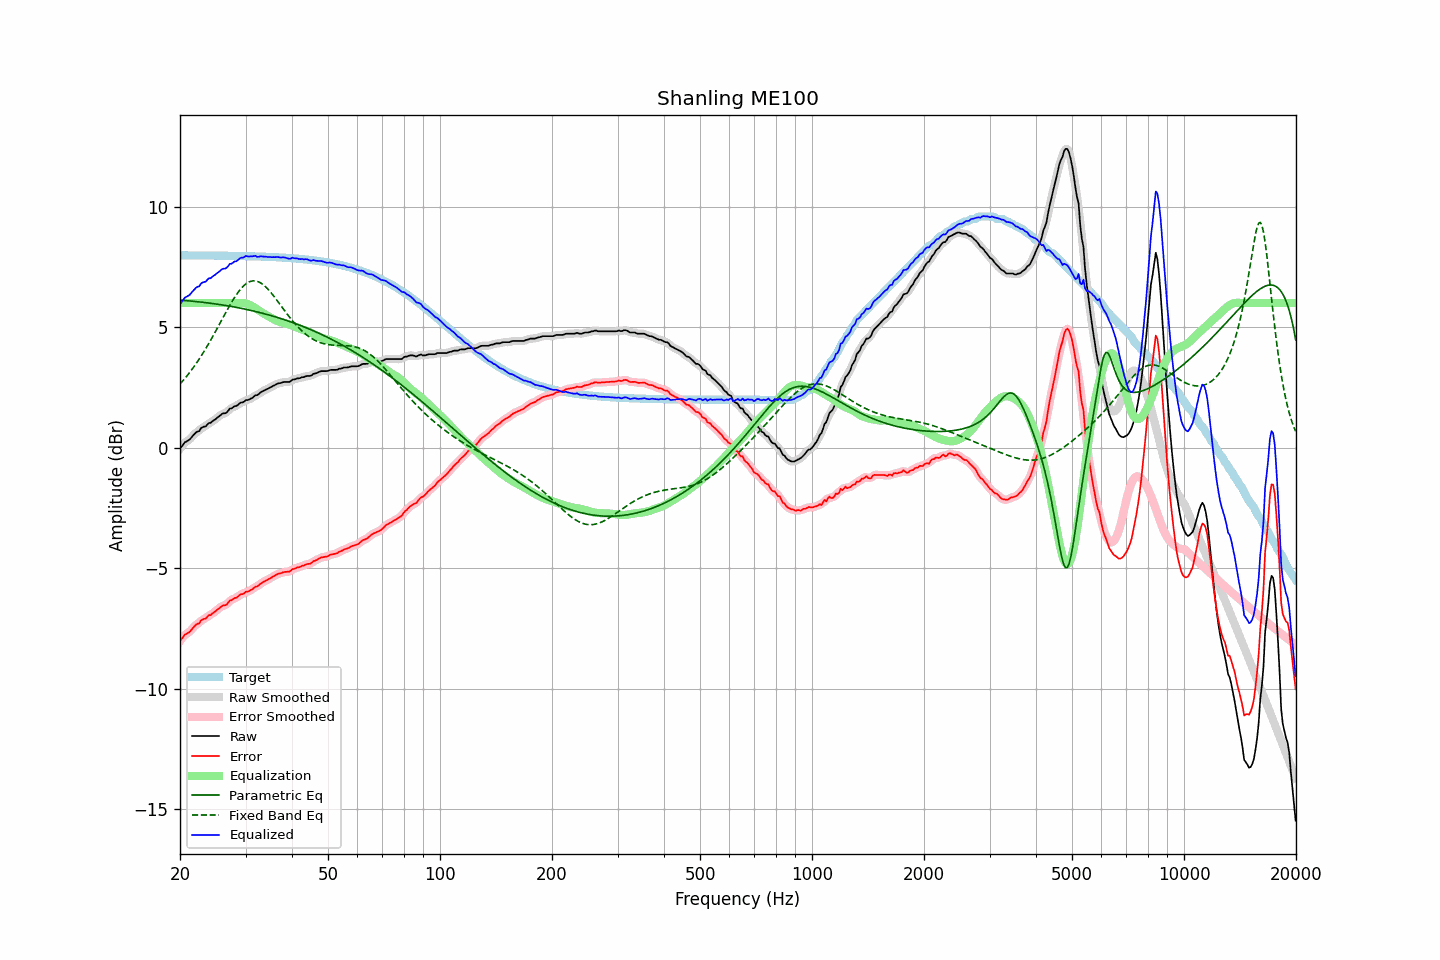 Shanling ME100
Amplitude (dBr)
10
5
0
−5
−10
−15
Target
Raw Smoothed
Error Smoothed
Raw
Error
Equalization
Parametric Eq
Fixed Band Eq
Equalized
20 50 100 200 500 1000 2000 5000 10000 20000
Frequency (Hz)